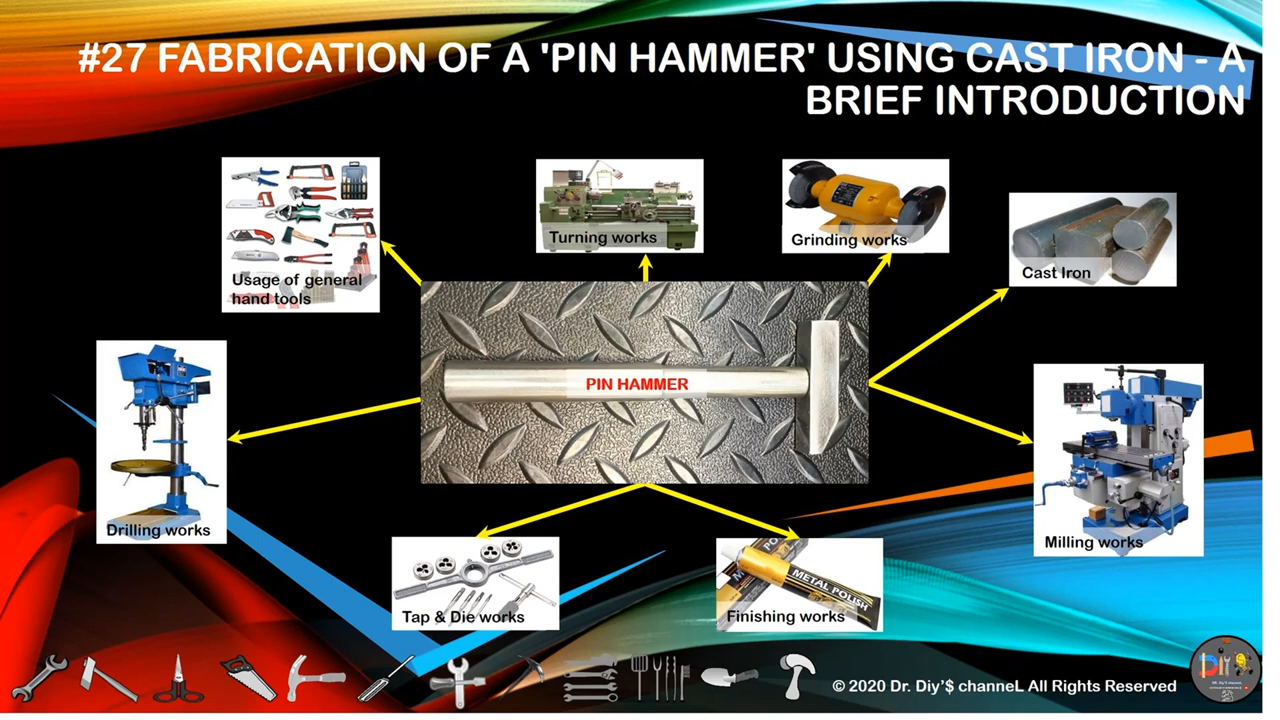 #27 FABRICATION OF A 'PIN HAMMER' USING CAST IRON - A
BRIEF INTRODUCTION
Usage of general
hand tools
Turning works
Grinding works
Cast Iron
PIN HAMMER
Drilling works
Milling works
Tap & Die works
METAL POLISH
Finishing works
© 2020 Dr. Diy'$ channeL All Rights Reserved
DIY